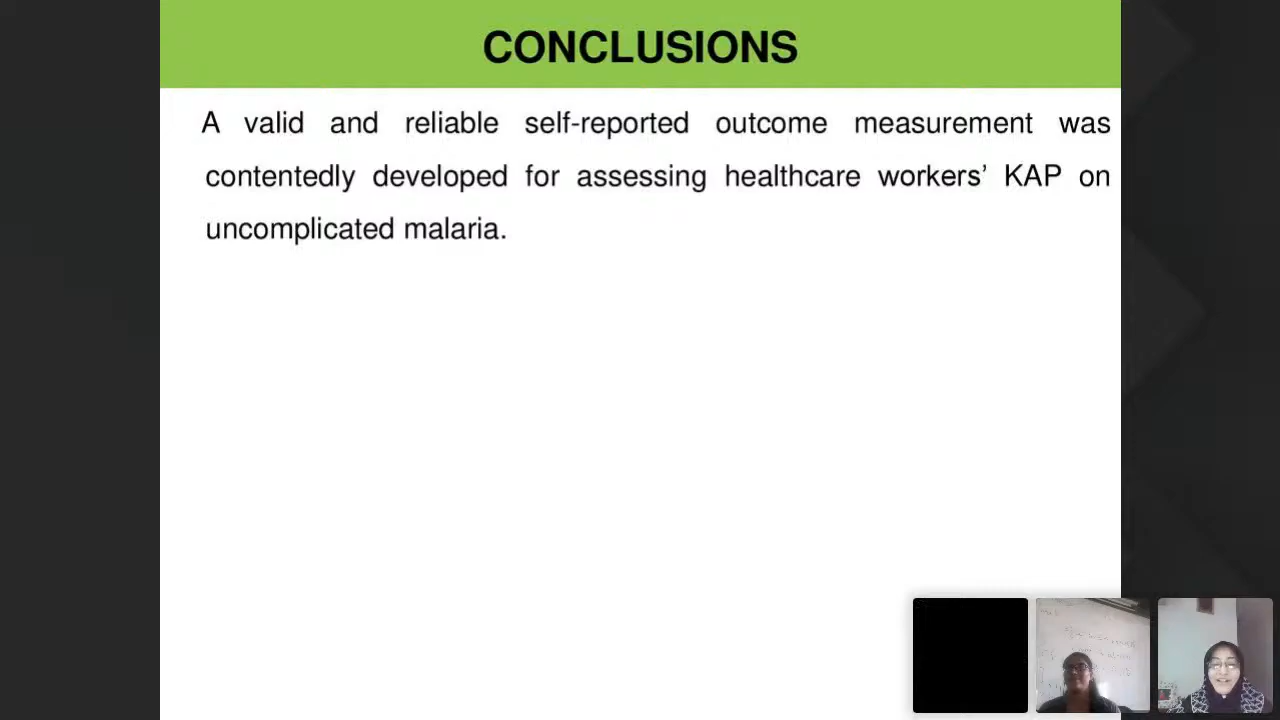 CONCLUSIONS
A valid and reliable self-reported outcome measurement was
contentedly developed for assessing healthcare workers’ KAP on
uncomplicated malaria.